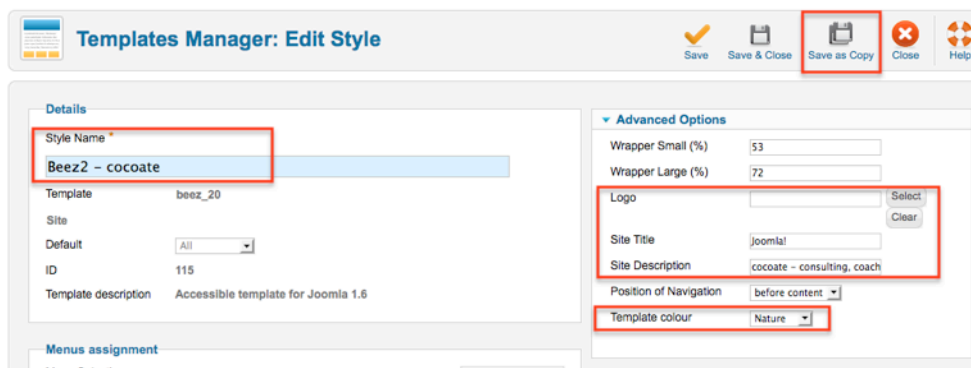 Templates Manager: Edit Style
Save
Save & Close
Save as Copy
Close
Help
Details
Style Name *
Beez2 - cocoate
Template beez_20
Site
Default All
ID 115
Template description Accessible template for Joomla 1.6
Menus assignment
Advanced Options
Wrapper Small (%) 53
Wrapper Large (%) 72
Logo Select
Clear
Site Title Joomla!
Site Description cocoate - consulting, coach
Position of Navigation before content
Template colour Nature